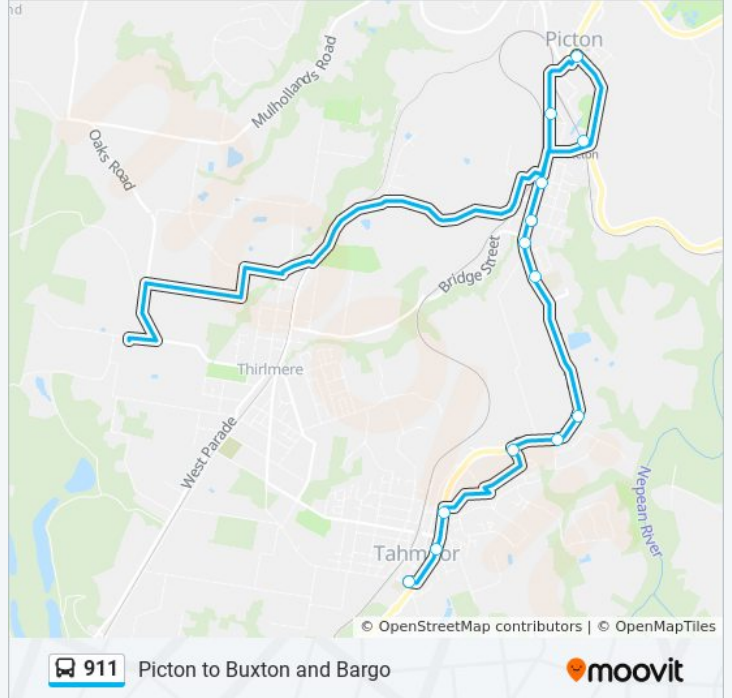 nd
Picton
Mulhollands Road
Oaks Road
Bridge Street
Thirlmere
West Parade
Nepean River
Tahmoor
© OpenStreetMap contributors | © OpenMapTiles
911 Picton to Buxton and Bargo
moovit